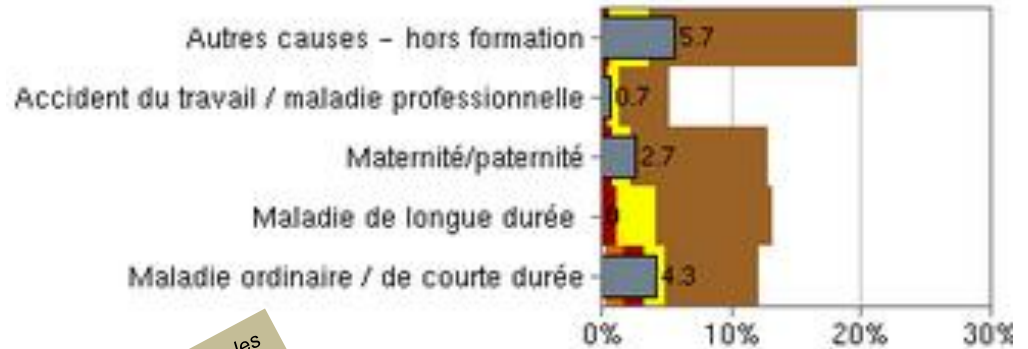 Autres causes – hors formation
5.7
Accident du travail / maladie professionnelle
0.7
Maternité/paternité
2.7
Maladie de longue durée
Maladie ordinaire / de courte durée
4.3
0% 10% 20% 30%
les